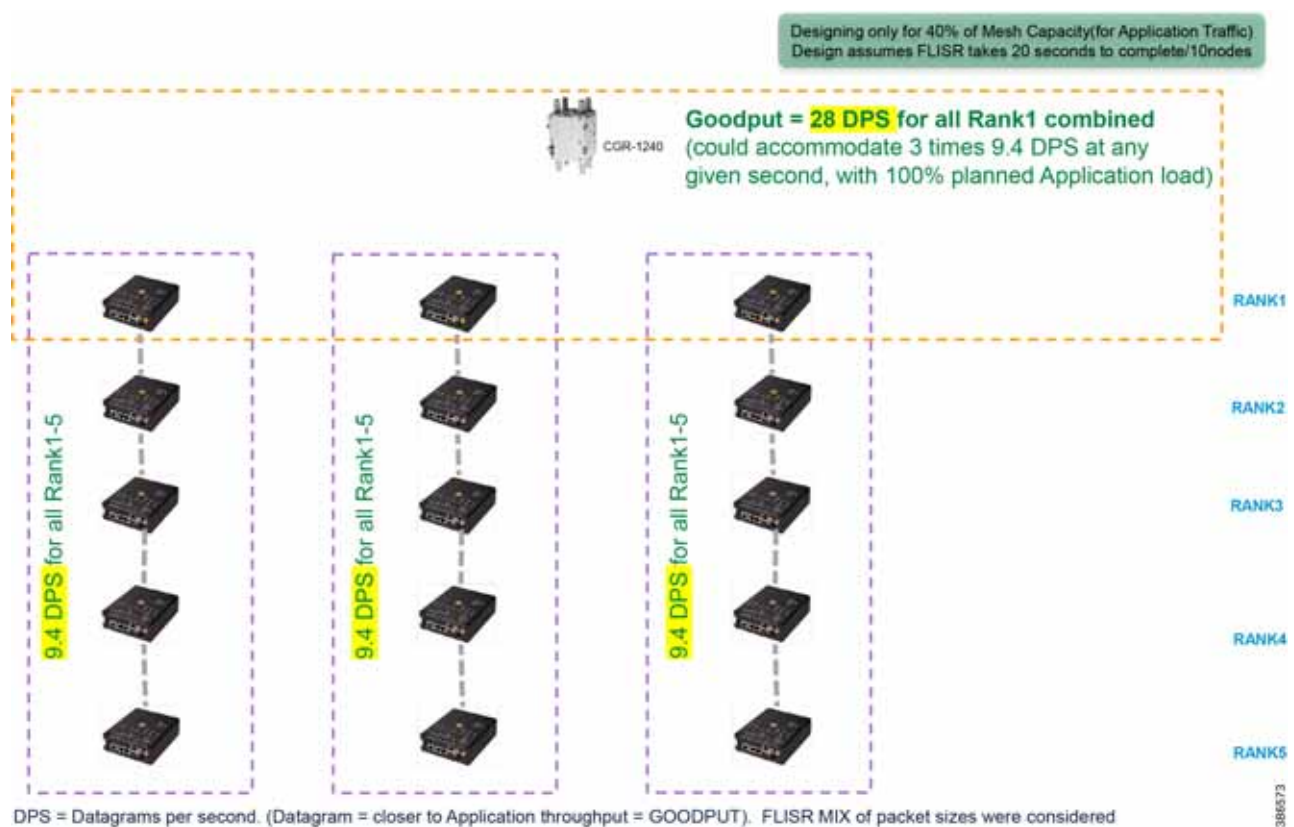 Designing only for 40% of Mesh Capacity(for Application Traffic)
Design assumes FLISR takes 20 seconds to complete/10nodes
CGR-1240
Goodput = 28 DPS for all Rank1 combined
(could accommodate 3 times 9.4 DPS at any
given second, with 100% planned Application load)
RANK1
RANK2
RANK3
RANK4
RANK5
9.4 DPS for all Rank1-5
9.4 DPS for all Rank1-5
9.4 DPS for all Rank1-5
DPS = Datagrams per second. (Datagram = closer to Application throughput = GOODPUT). FLISR MIX of packet sizes were considered
386573